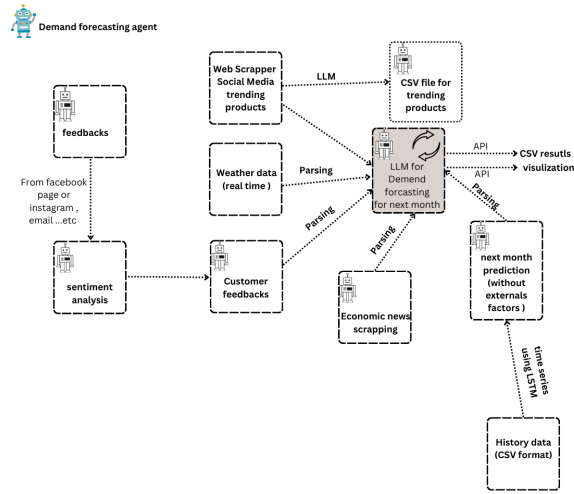 Demand forecasting agent
Web Scrapper
Social Media
trending
products
LLM
CSV file for
trending
products
feedbacks
API
CSV resutls
visulization
API
LLM for
Demend
forcasting
for next month
Weather data
(real time )
Parsing
From facebook
page or
instagram ,
email ...etc
Parsing
Parsing
Parsing
sentiment
analysis
Customer
feedbacks
next month
prediction
(without
externals
factors )
Economic news
scrapping
time series
using LSTM
History data
(CSV format)